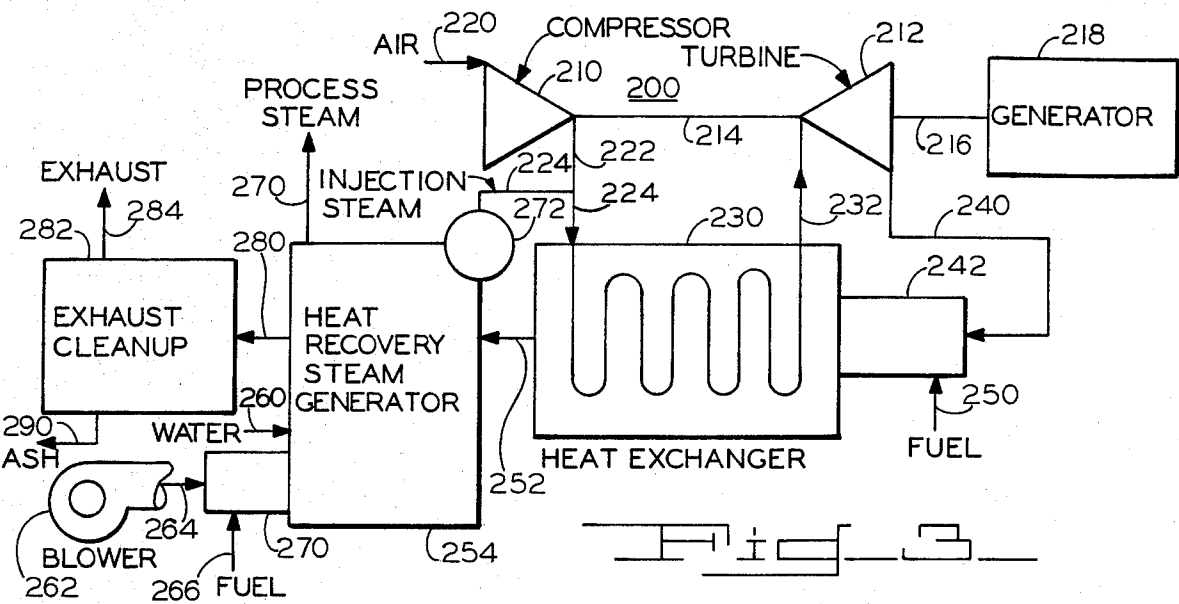 AIR
220
COMPRESSOR
210
200
TURBINE
212
218
GENERATOR
214
216
PROCESS
STEAM
270
INJECTION
STEAM
224
222
224
272
230
232
240
242
EXHAUST
284
282
280
EXHAUST
CLEANUP
HEAT
RECOVERY
STEAM
GENERATOR
260
WATER
252
HEAT EXCHANGER
250
FUEL
290
ASH
264
BLOWER
262
266
FUEL
270
254